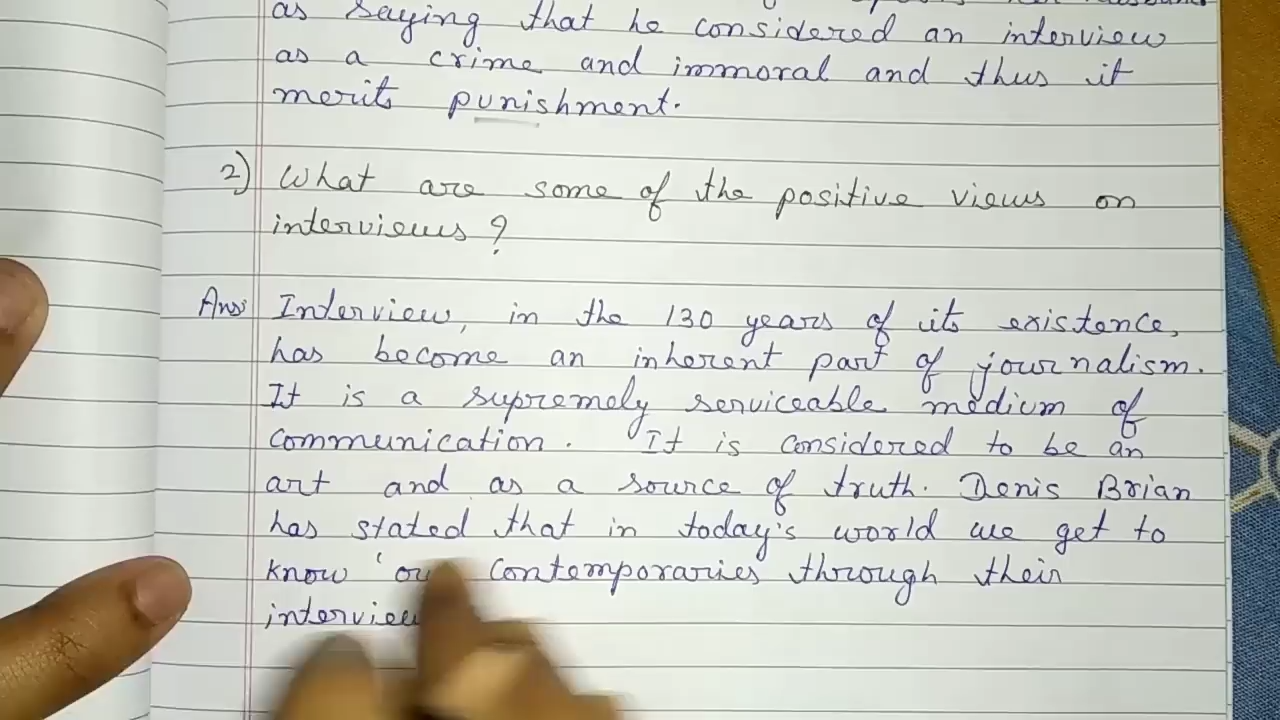 as saying that he considered an interview
as a crime and immoral and thus it
merits punishment.
2) What are some of the positive views on
interviews?
Ans: Interview, in the 130 years of its existence,
has become an inherent part of journalism.
It is a supremely serviceable medium of
communication. It is considered to be an
art and as a source of truth. Denis Brian
has stated that in today's world we get to
know contemporaries through their